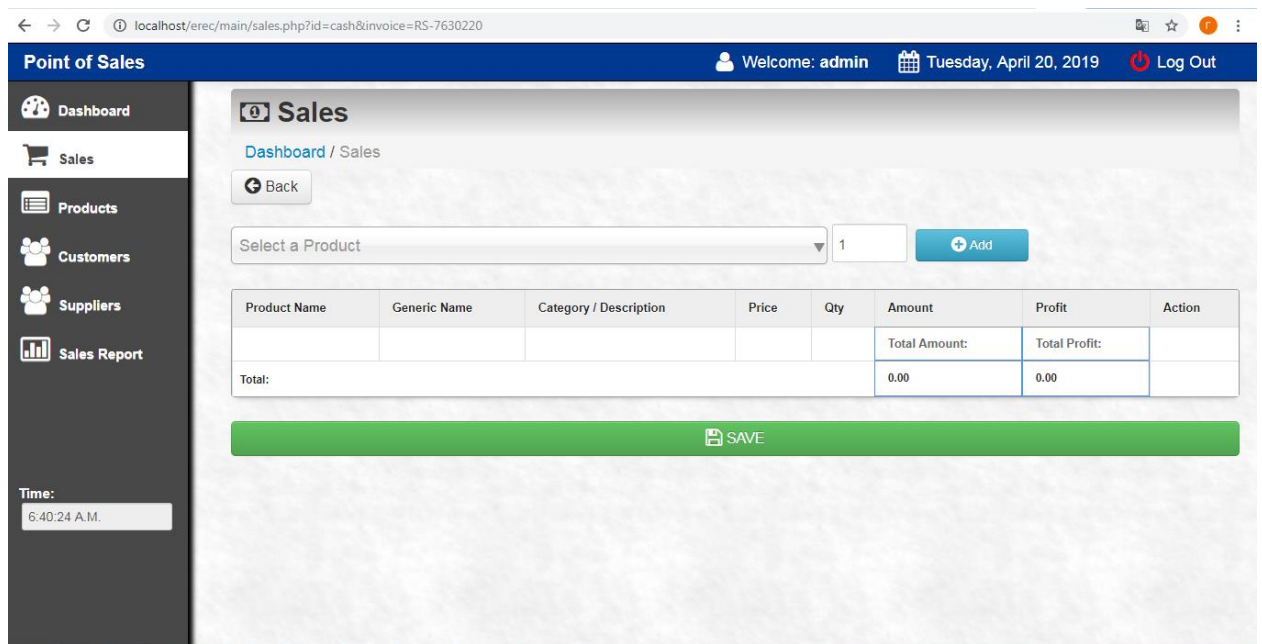 localhost/erec/main/sales.php?id=cash&invoice=RS-7630220
Point of Sales
Welcome: admin
Tuesday, April 20, 2019
Log Out
Dashboard
Sales
Products
Customers
Suppliers
Sales Report
Time:
6:40:24 A.M.
Sales
Dashboard / Sales
Back
Select a Product
1
Add
Product Name Generic Name Category / Description Price Qty Amount Profit Action
Total Amount: Total Profit:
Total: 0.00 0.00
SAVE